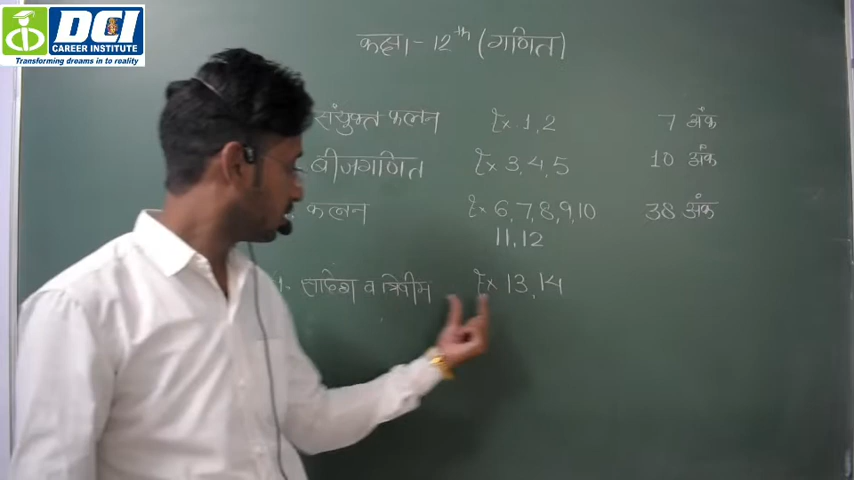 DCI
CAREER INSTITUTE
Transforming dreams in to reality
कक्षा - 12th (गणित)
संयुक्त फलन Ex 1,2 7 अंक
बीजगणित Ex 3,4,5 10 अंक
कलन Ex 6,7,8,9,10 38 अंक
11,12
सदिश व त्रिवीम Ex 13,14